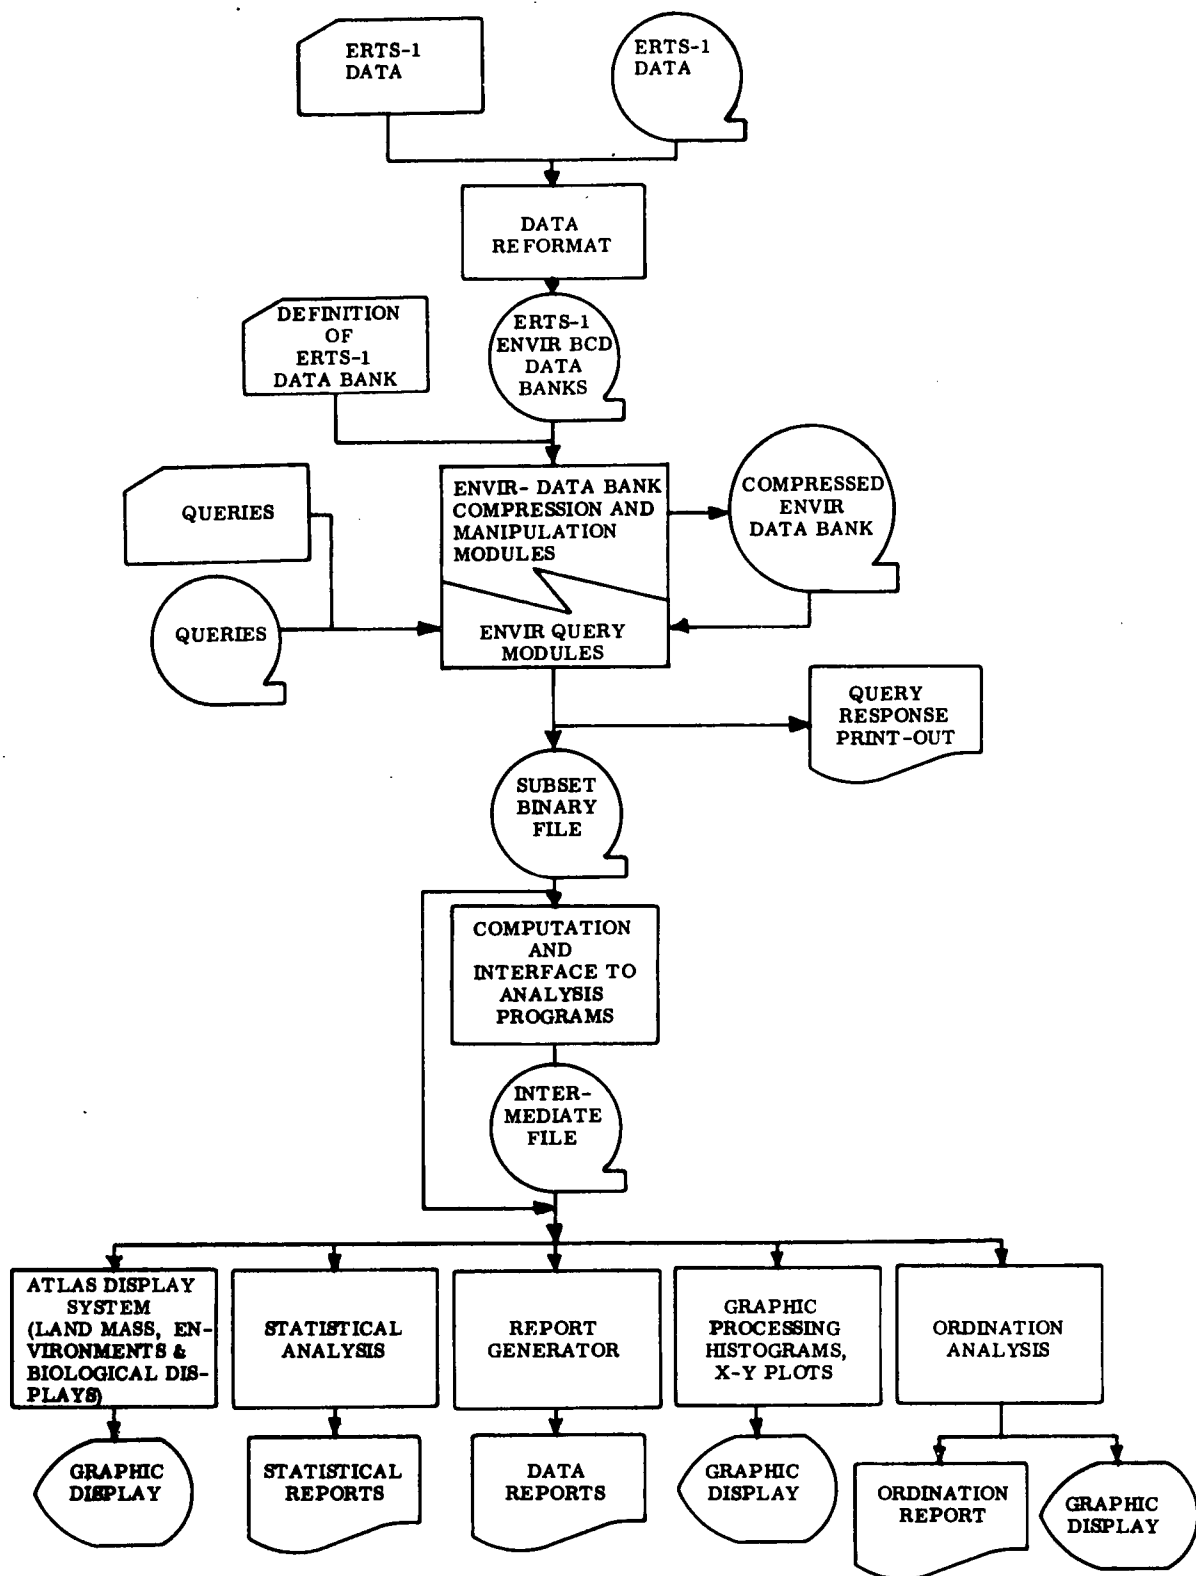 ERTS-1
DATA
ERTS-1
DATA
DATA
REFORMAT
DEFINITION
OF
ERTS-1
DATA BANK
ERTS-1
ENVIR BCD
DATA
BANKS
QUERIES
ENVIR- DATA BANK
COMPRESSION AND
MANIPULATION
MODULES
COMPRESSED
ENVIR
DATA BANK
QUERIES
ENVIR QUERY
MODULES
QUERY
RESPONSE
PRINT-OUT
SUBSET
BINARY
FILE
COMPUTATION
AND
INTERFACE TO
ANALYSIS
PROGRAMS
INTER-
MEDIATE
FILE
ATLAS DISPLAY
SYSTEM
(LAND MASS, EN-
VIRONMENTS &
BIOLOGICAL DIS-
PLAYS)
STATISTICAL
ANALYSIS
REPORT
GENERATOR
GRAPHIC
PROCESSING
HISTOGRAMS,
X-Y PLOTS
ORDINATION
ANALYSIS
GRAPHIC
DISPLAY
STATISTICAL
REPORTS
DATA
REPORTS
GRAPHIC
DISPLAY
ORDINATION
REPORT
GRAPHIC
DISPLAY